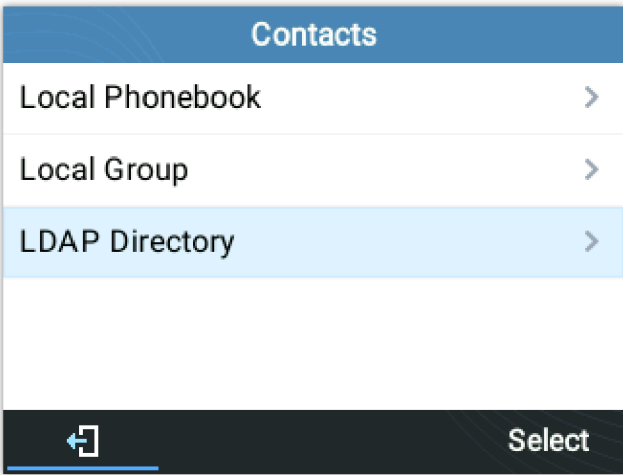 Contacts
Local Phonebook
Local Group
LDAP Directory
Select